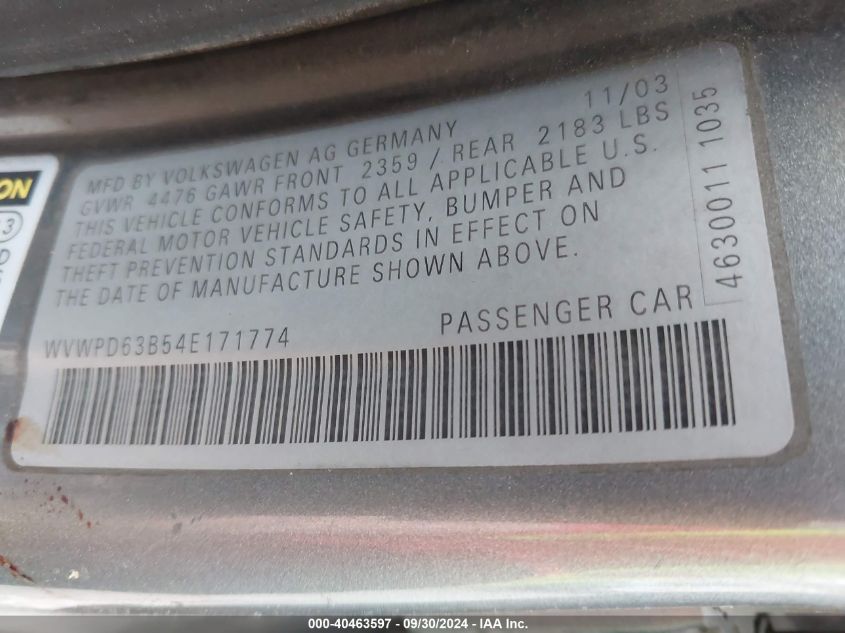 11/03
MFD BY VOLKSWAGEN AG GERMANY
GVWR 4476 GAWR FRONT 2359 / REAR 2183 LBS
THIS VEHICLE CONFORMS TO ALL APPLICABLE U.S.
FEDERAL MOTOR VEHICLE SAFETY, BUMPER AND
THEFT PREVENTION STANDARDS IN EFFECT ON
THE DATE OF MANUFACTURE SHOWN ABOVE.
WVWPD63B54E171774
PASSENGER CAR
4630011 1035
ON
3
000-40463597 - 09/30/2024 - IAA Inc.